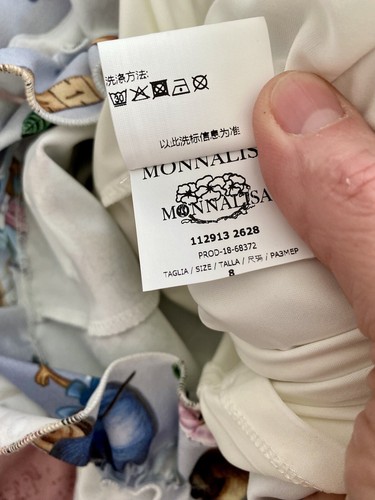 洗涤方法:
以此洗标信息为准
MONNALIS
MONNALISA
112913 2628
PROD-18-68372
TAGLIA / SIZE / TALLA / 尺码 / РАЗМЕР
8